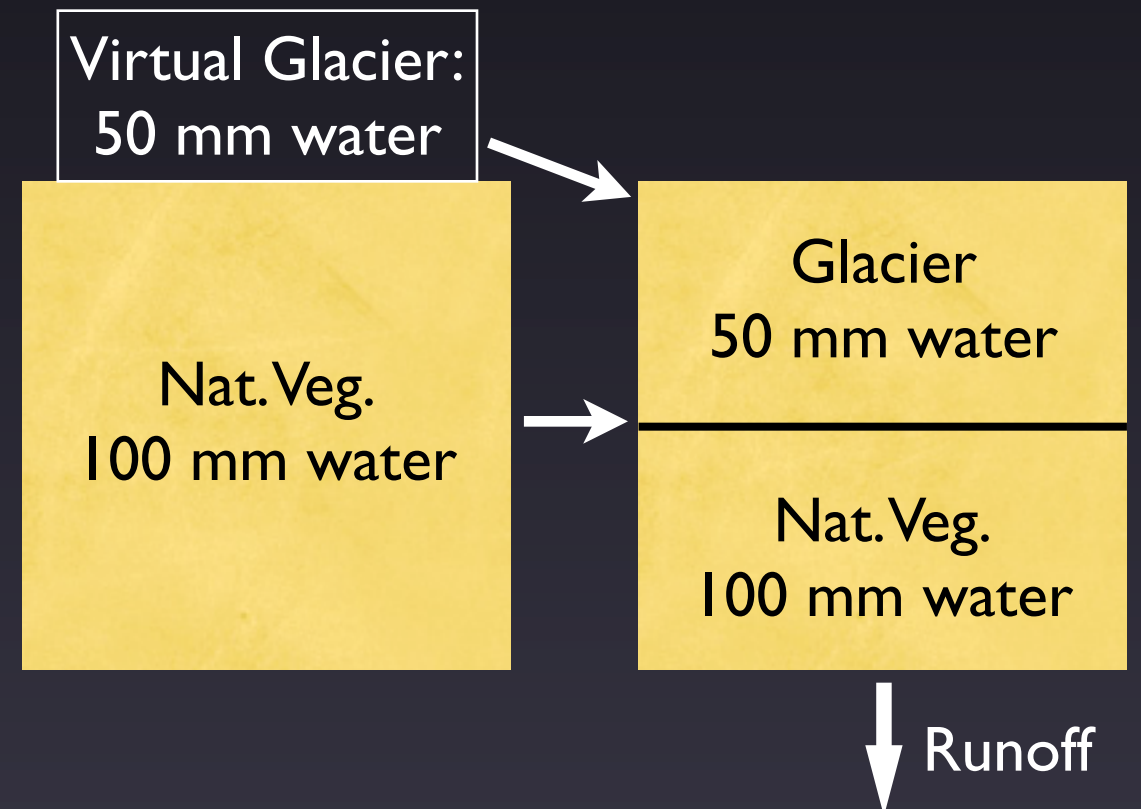 Virtual Glacier:
50 mm water
Nat. Veg.
100 mm water
Glacier
50 mm water
Nat. Veg.
100 mm water
Runoff